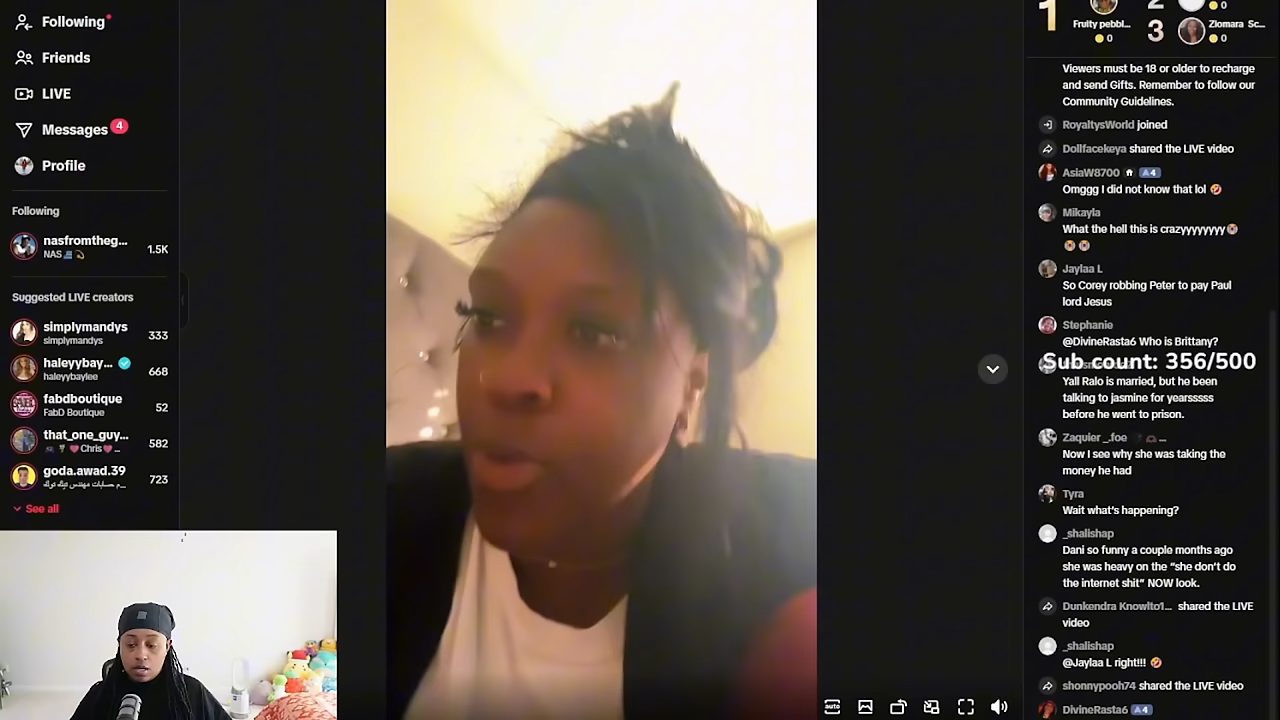 Following
Friends
LIVE
Messages 4
Profile
Following
nasfromtheg...
NAS
1.5K
Suggested LIVE creators
simplymandys
simplymandys
333
haleyybay...
haleyybaylee
668
fabdboutique
FabD Boutique
52
that_one_guy...
Chris
582
goda.awad.39
723
See all
auto
1
Fruity pebbl...
0
2
0
3
Ziomara Sc...
0
Viewers must be 18 or older to recharge
and send Gifts. Remember to follow our
Community Guidelines.
RoyaltysWorld joined
Dollfacekeya shared the LIVE video
AsiaW8700 4
Omggg I did not know that lol
Mikayla
What the hell this is crazyyyyyyy
Jaylaa L
So Corey robbing Peter to pay Paul
lord Jesus
Stephanie
@DivineRasta6 Who is Brittany?
Sub count: 356/500
Yall Ralo is married, but he been
talking to jasmine for yearsssss
before he went to prison.
Zaquier _.foe ...
Now I see why she was taking the
money he had
Tyra
Wait what's happening?
_shalishap
Dani so funny a couple months ago
she was heavy on the “she don't do
the internet shit” NOW look.
Dunkendra Knowlto1... shared the LIVE
video
_shalishap
@Jaylaa L right!!!
shonnypooh74 shared the LIVE video
DivineRasta6 4